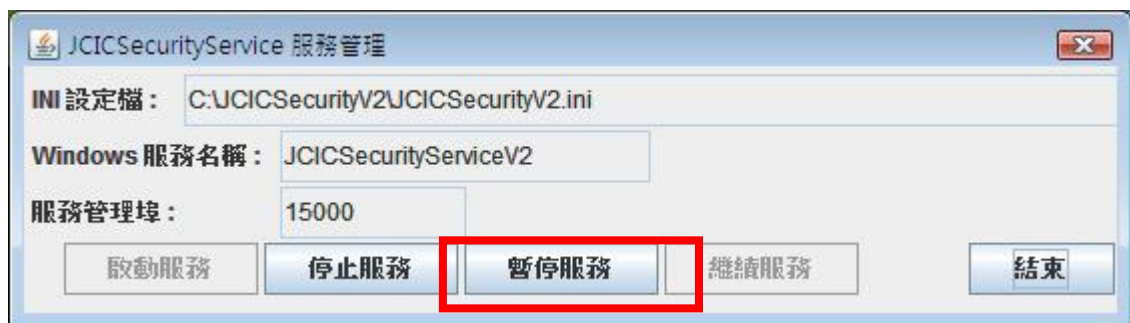 JCICSecurityService 服務管理
INI 設定檔： C:\JCICSecurityV2\JCICSecurityV2.ini
Windows 服務名稱： JCICSecurityServiceV2
服務管理埠： 15000
啟動服務 停止服務 暫停服務 繼續服務 結束